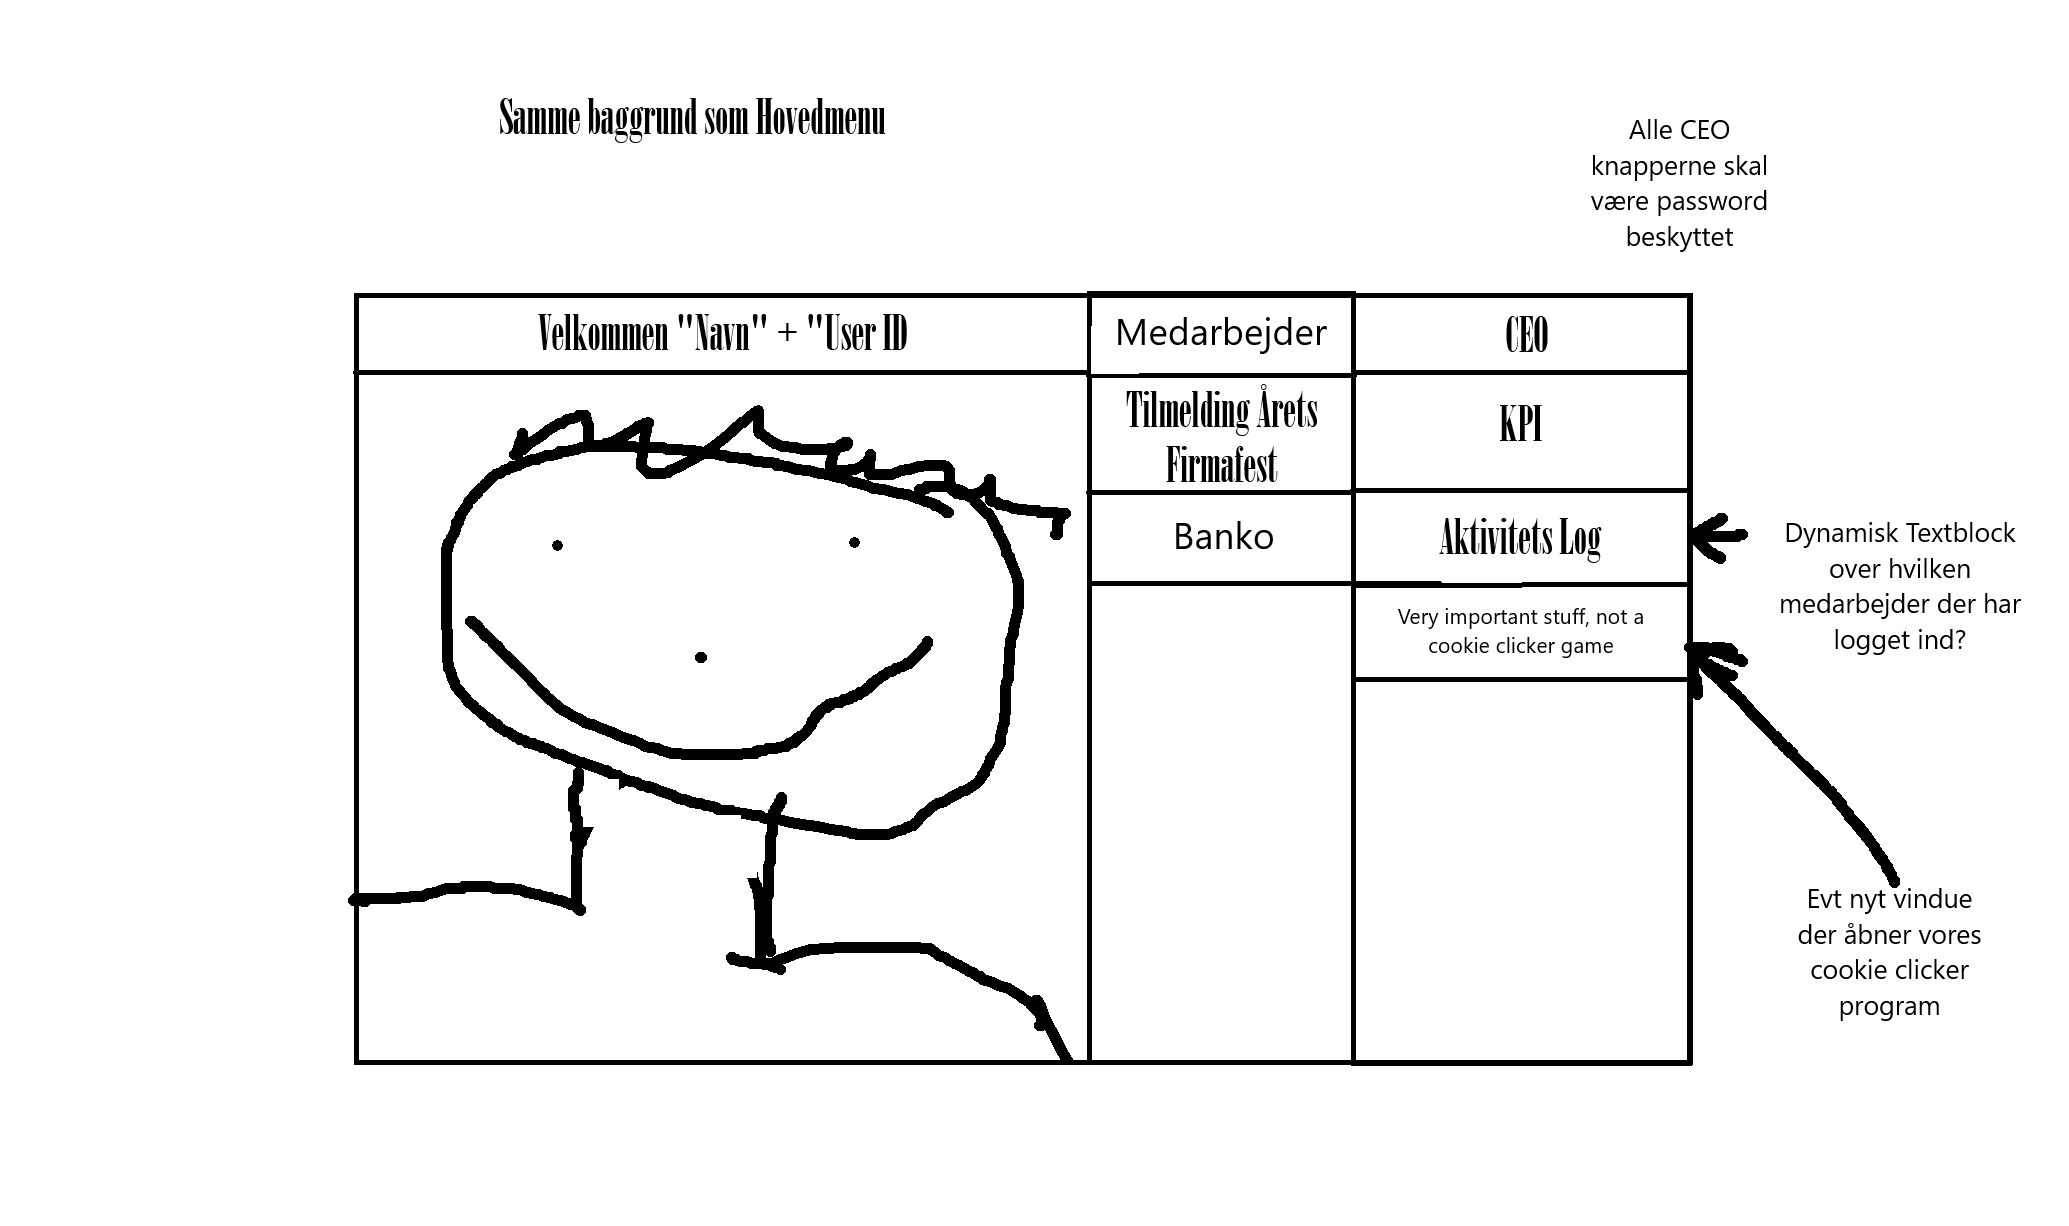 Samme baggrund som Hovedmenu
Alle CEO
knapperne skal
være password
beskyttet
Velkommen "Navn" + "User ID
Medarbejder
CEO
Tilmelding Årets
Firmafest
KPI
Banko
Aktivitets Log
Dynamisk Textblock
over hvilken
medarbejder der har
logget ind?
Very important stuff, not a
cookie clicker game
Evt nyt vindue
der åbner vores
cookie clicker
program